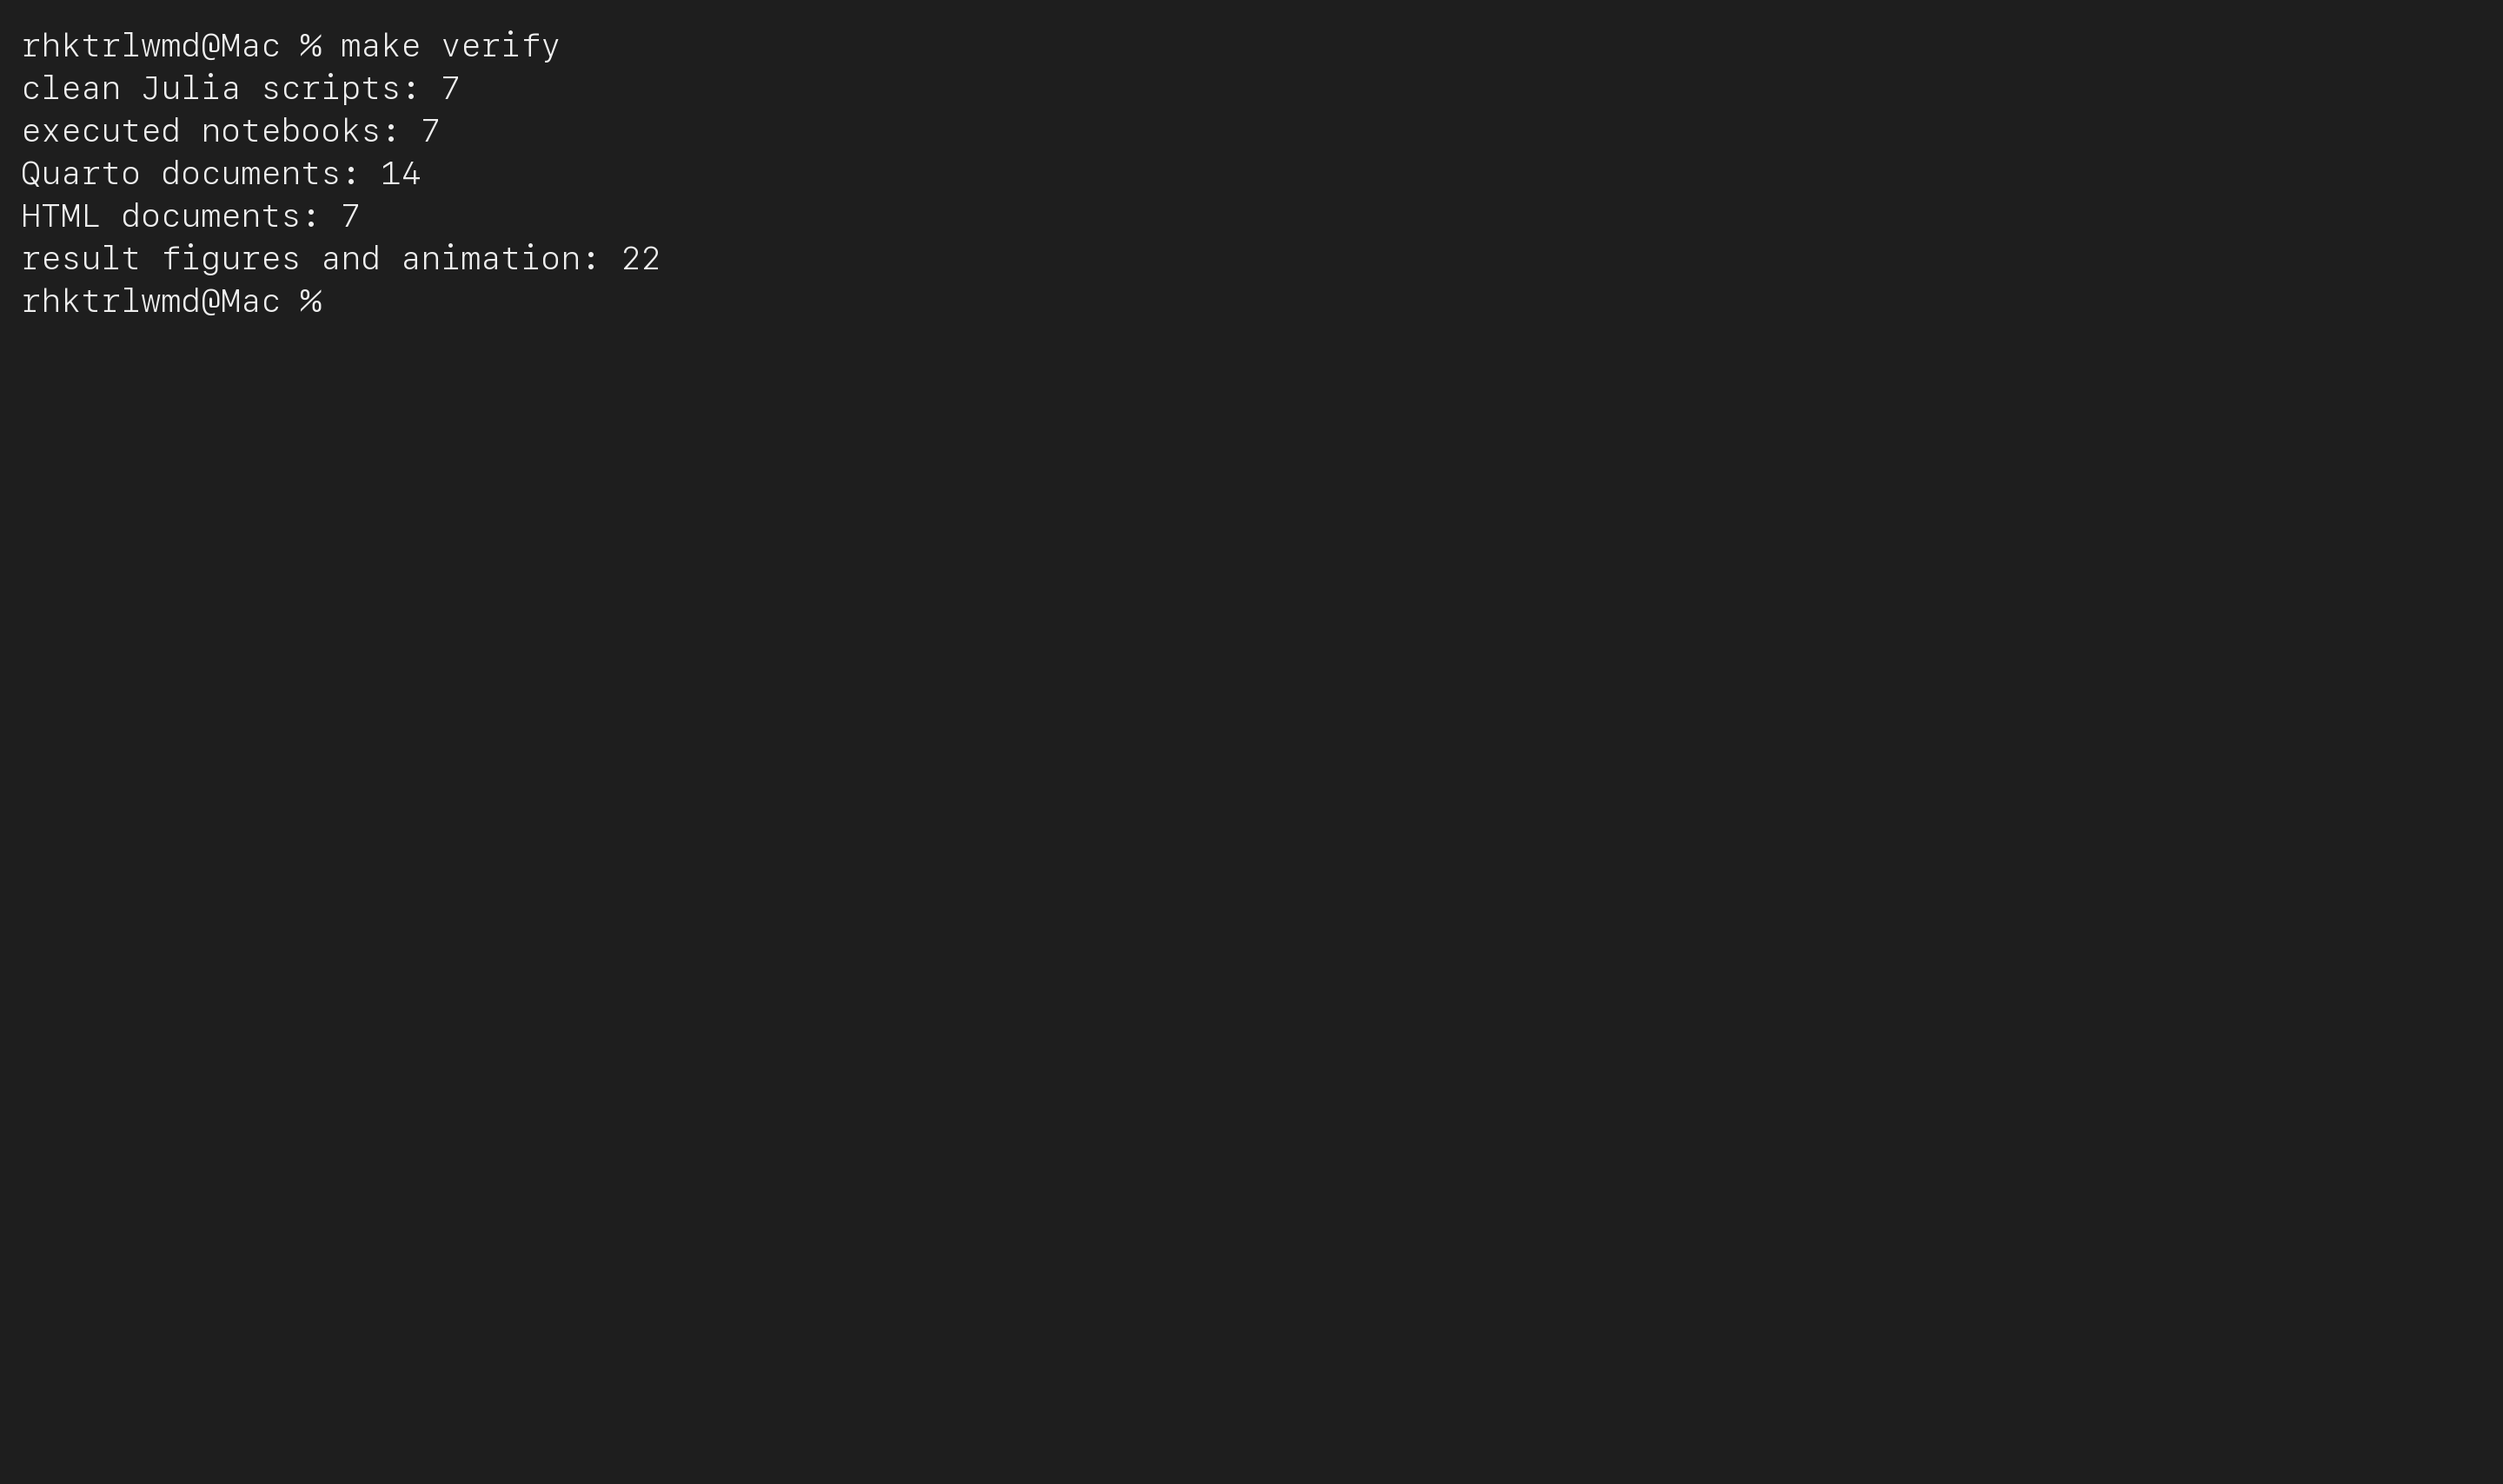 rhktrlwmd@Mac % make verify
clean Julia scripts: 7
executed notebooks: 7
Quarto documents: 14
HTML documents: 7
result figures and animation: 22
rhktrlwmd@Mac %